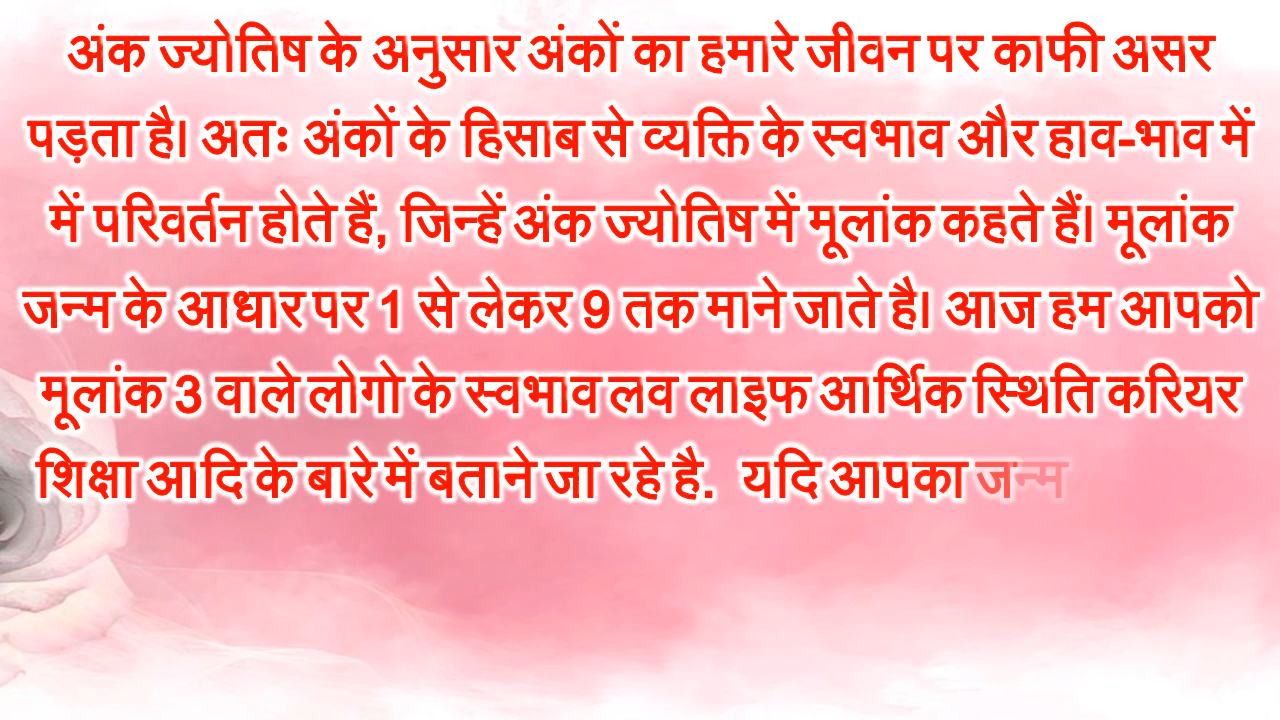 अंक ज्योतिष के अनुसार अंकों का हमारे जीवन पर काफी असर
पड़ता है। अतः अंकों के हिसाब से व्यक्ति के स्वभाव और हाव-भाव में
में परिवर्तन होते हैं, जिन्हें अंक ज्योतिष में मूलांक कहते हैं। मूलांक
जन्म के आधार पर 1 से लेकर 9 तक माने जाते है। आज हम आपको
मूलांक 3 वाले लोगो के स्वभाव लव लाइफ आर्थिक स्थिति करियर
शिक्षा आदि के बारे में बताने जा रहे है. यदि आपका जन्म